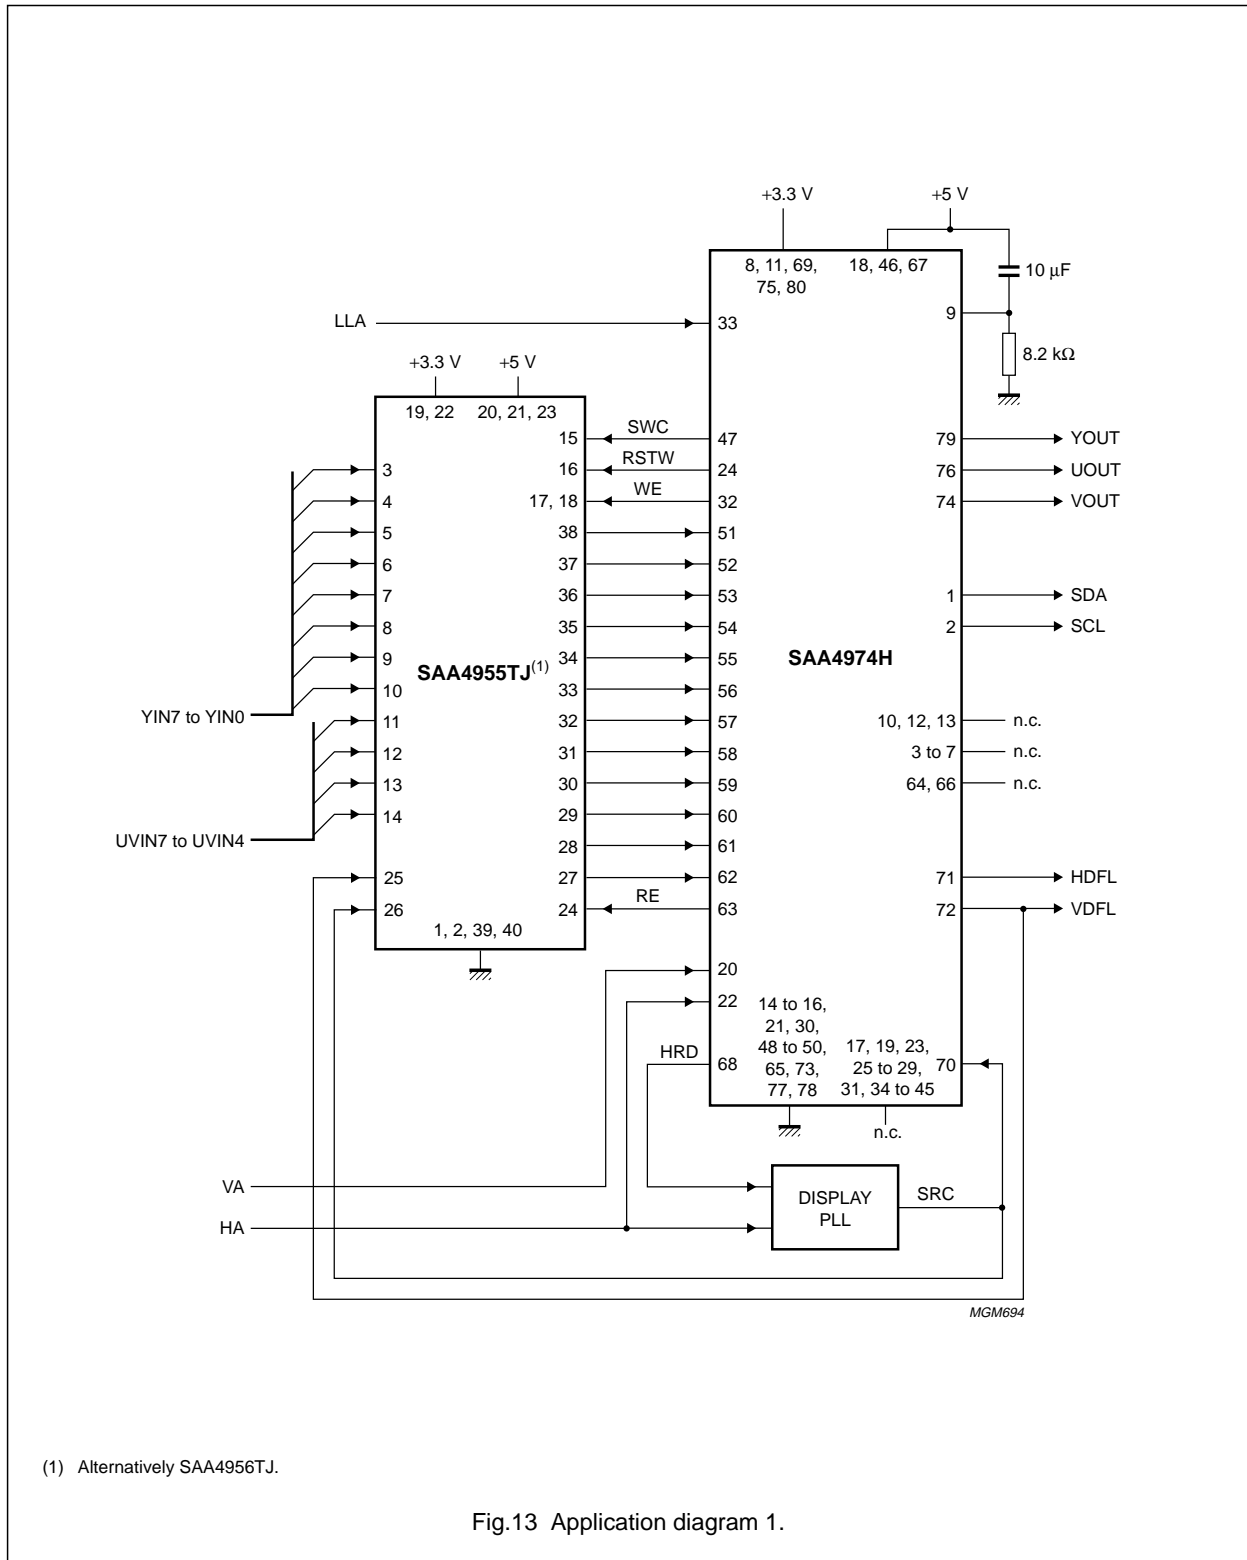 +3.3 V
+5 V
8, 11, 69,
75, 80
18, 46, 67
10 μF
9
LLA
33
8.2 kΩ
+3.3 V
+5 V
19, 22
20, 21, 23
15
SWC
47
79
YOUT
3
16
RSTW
24
76
UOUT
4
17, 18
WE
32
74
VOUT
5
38
51
6
37
52
7
36
53
1
SDA
8
35
54
2
SCL
9
34
55
SAA4955TJ(1)
SAA4974H
10
33
56
YIN7 to YIN0
11
32
57
10, 12, 13
n.c.
12
31
58
3 to 7
n.c.
13
30
59
64, 66
n.c.
14
29
60
UVIN7 to UVIN4
28
61
25
27
62
71
HDFL
26
24
RE
63
72
VDFL
1, 2, 39, 40
20
22
14 to 16,
21, 30,
48 to 50,
65, 73,
77, 78
17, 19, 23,
25 to 29,
31, 34 to 45
HRD
68
70
n.c.
VA
DISPLAY
PLL
SRC
HA
MGM694
(1) Alternatively SAA4956TJ.
Fig.13 Application diagram 1.